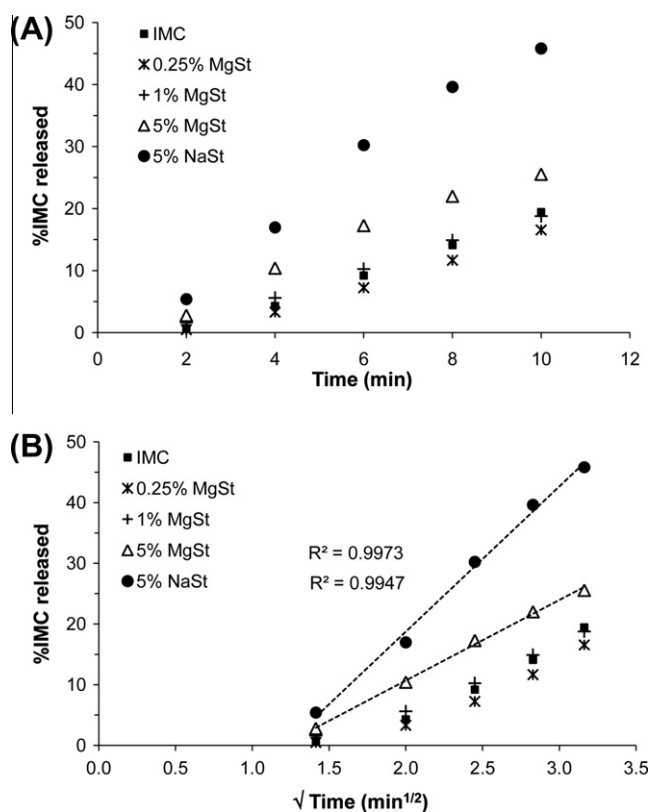 (A)
50
40
30
20
10
0
%IMC released
IMC
0.25% MgSt
1% MgSt
5% MgSt
5% NaSt
0 2 4 6 8 10 12
Time (min)
(B)
50
40
30
20
10
0
%IMC released
IMC
0.25% MgSt
1% MgSt
5% MgSt
5% NaSt
R² = 0.9973
R² = 0.9947
0.0 0.5 1.0 1.5 2.0 2.5 3.0 3.5
√ Time (min^1/2)